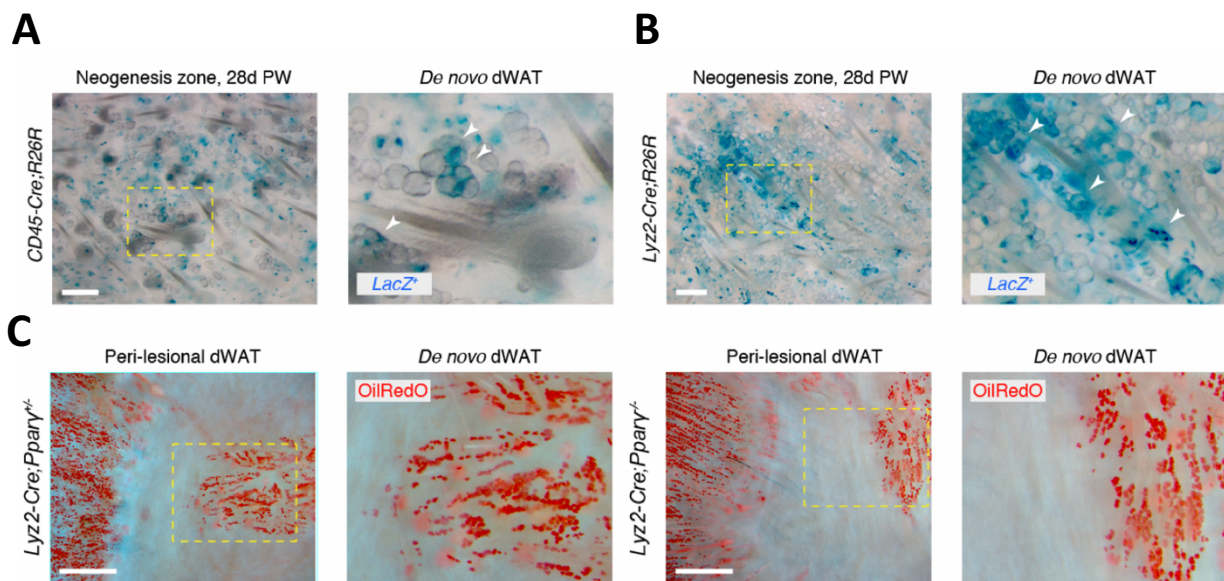 A
B
Neogenesis zone, 28d PW
De novo dWAT
Neogenesis zone, 28d PW
De novo dWAT
CD45-Cre;R26R
LacZ⁺
Lyz2-Cre;R26R
LacZ⁺
C
Peri-lesional dWAT
De novo dWAT
Peri-lesional dWAT
De novo dWAT
Lyz2-Cre;Pparγ⁺/⁻
OilRedO
Lyz2-Cre;Pparγ⁻/⁻
OilRedO